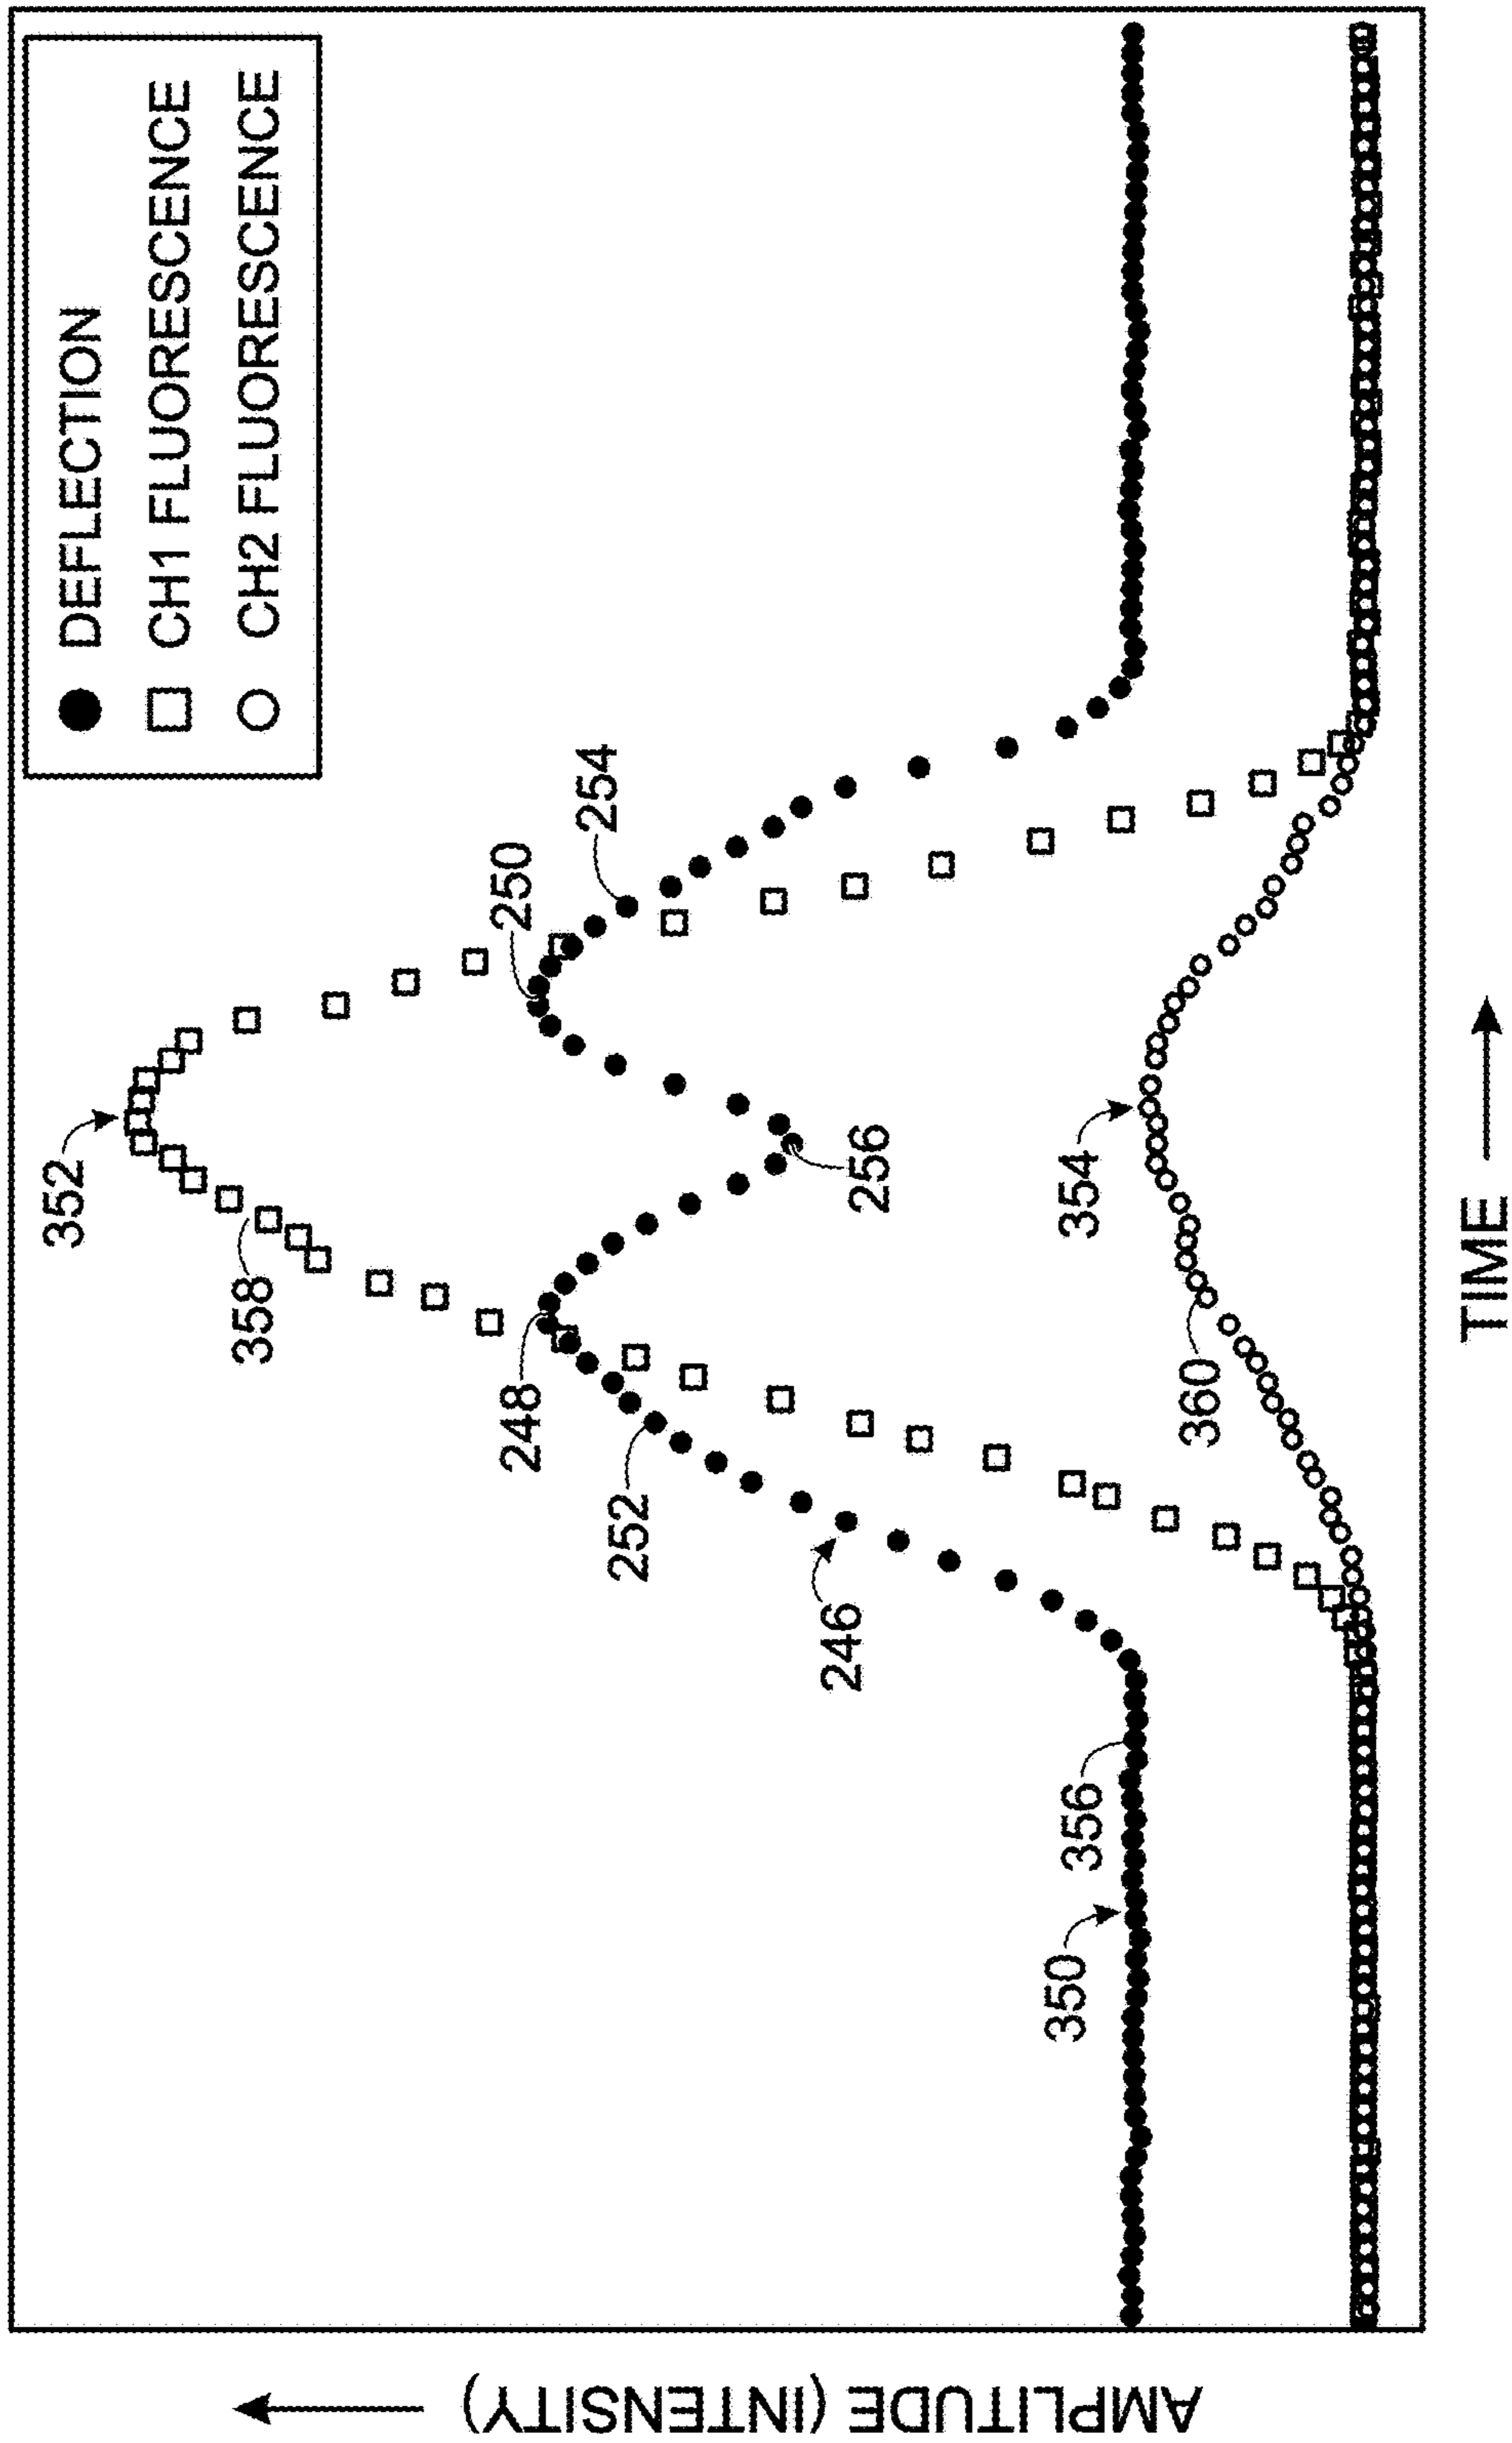 DEFLECTION
CH1 FLUORESCENCE
CH2 FLUORESCENCE
352
358
254
250
248
252
246
256
354
360
356
350
AMPLITUDE (INTENSITY)
TIME